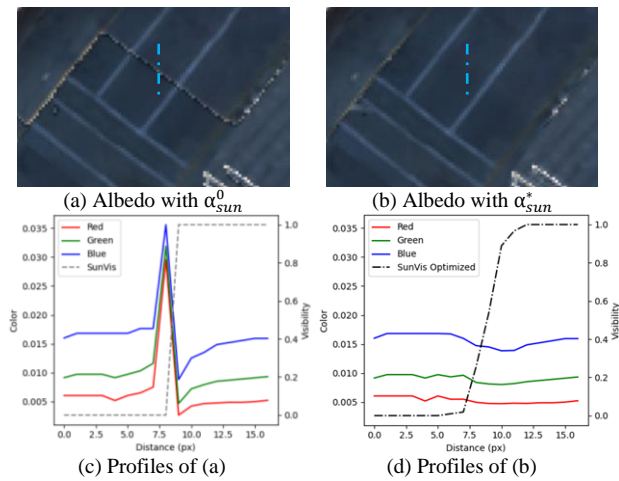 (a) Albedo with α⁰sun
(b) Albedo with α*sun
0.035
0.030
0.025
0.020
0.015
0.010
0.005
Color
Red
Green
Blue
SunVis
1.0
0.8
0.6
0.4
0.2
0.0
Visibility
0.0 2.5 5.0 7.5 10.0 12.5 15.0
Distance (px)
(c) Profiles of (a)
0.035
0.030
0.025
0.020
0.015
0.010
0.005
Color
Red
Green
Blue
SunVis Optimized
1.0
0.8
0.6
0.4
0.2
0.0
Visibility
0.0 2.5 5.0 7.5 10.0 12.5 15.0
Distance (px)
(d) Profiles of (b)